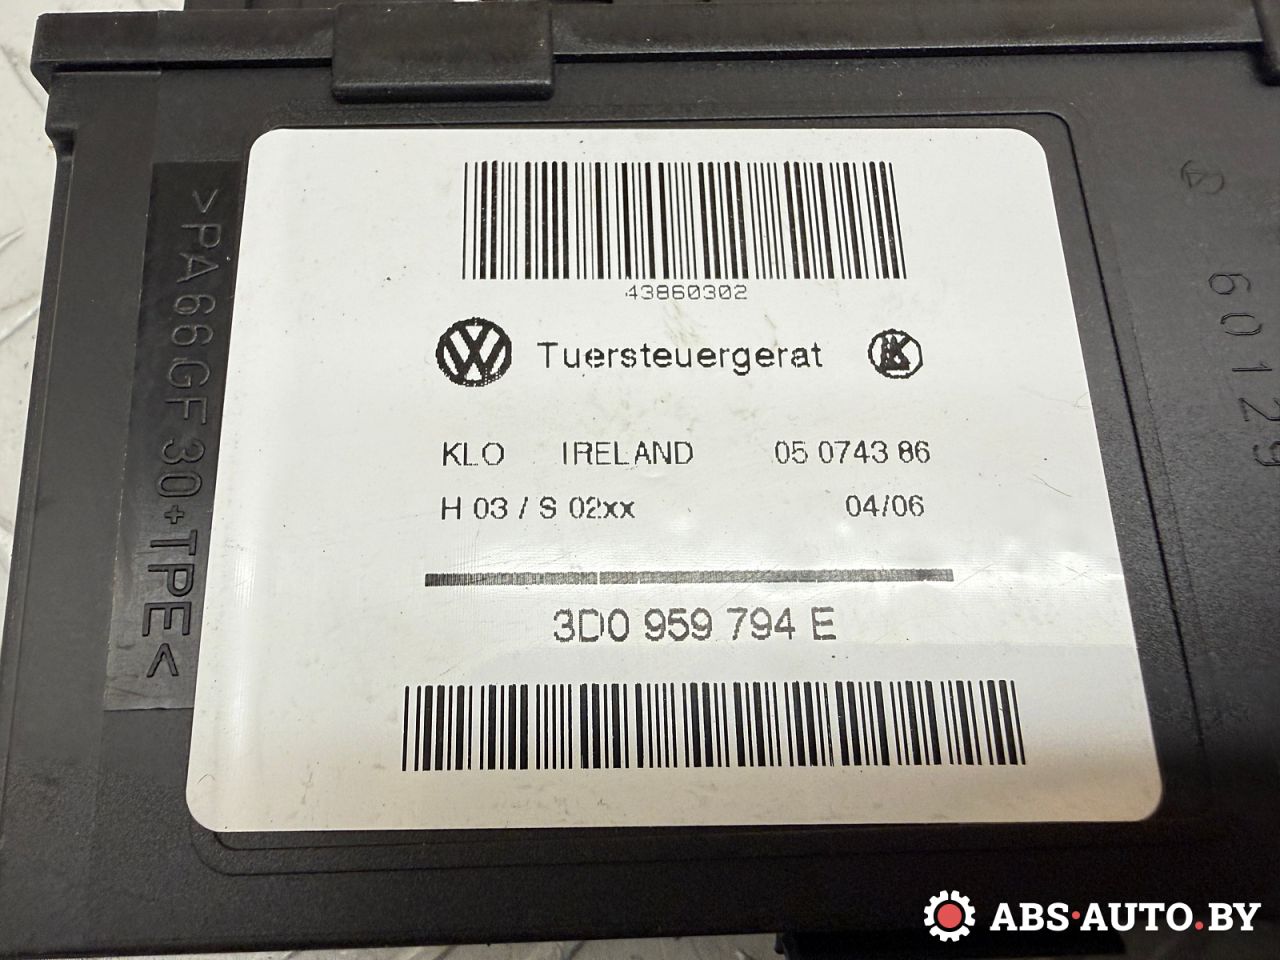 43860302
Tuersteuergerat
KLO IRELAND 05 0743 86
H 03 / S 02xx 04/06
3D0 959 794 E
>PA66GF30+TPE<
60129
ABS-AUTO.BY